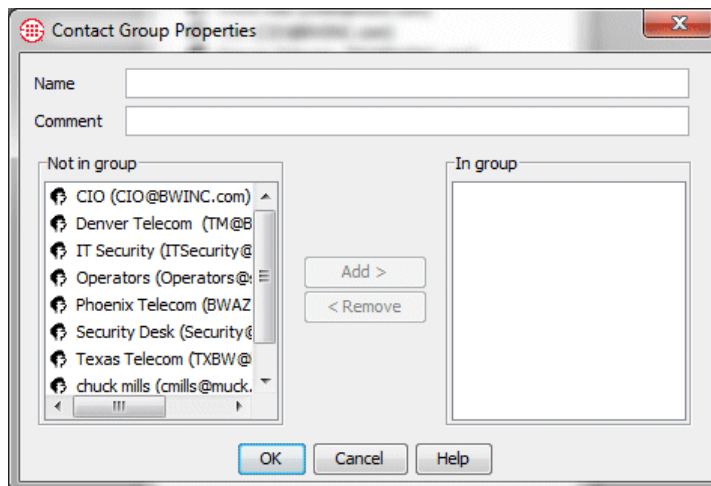 Contact Group Properties
Name
Comment
Not in group
CIO (CIO@BWINC.com)
Denver Telecom (TM@B
IT Security (ITSecurity@
Operators (Operators@
Phoenix Telecom (BWAZ
Security Desk (Security@
Texas Telecom (TXBW@
chuck mills (cmills@muck.
Add >
< Remove
In group
OK Cancel Help